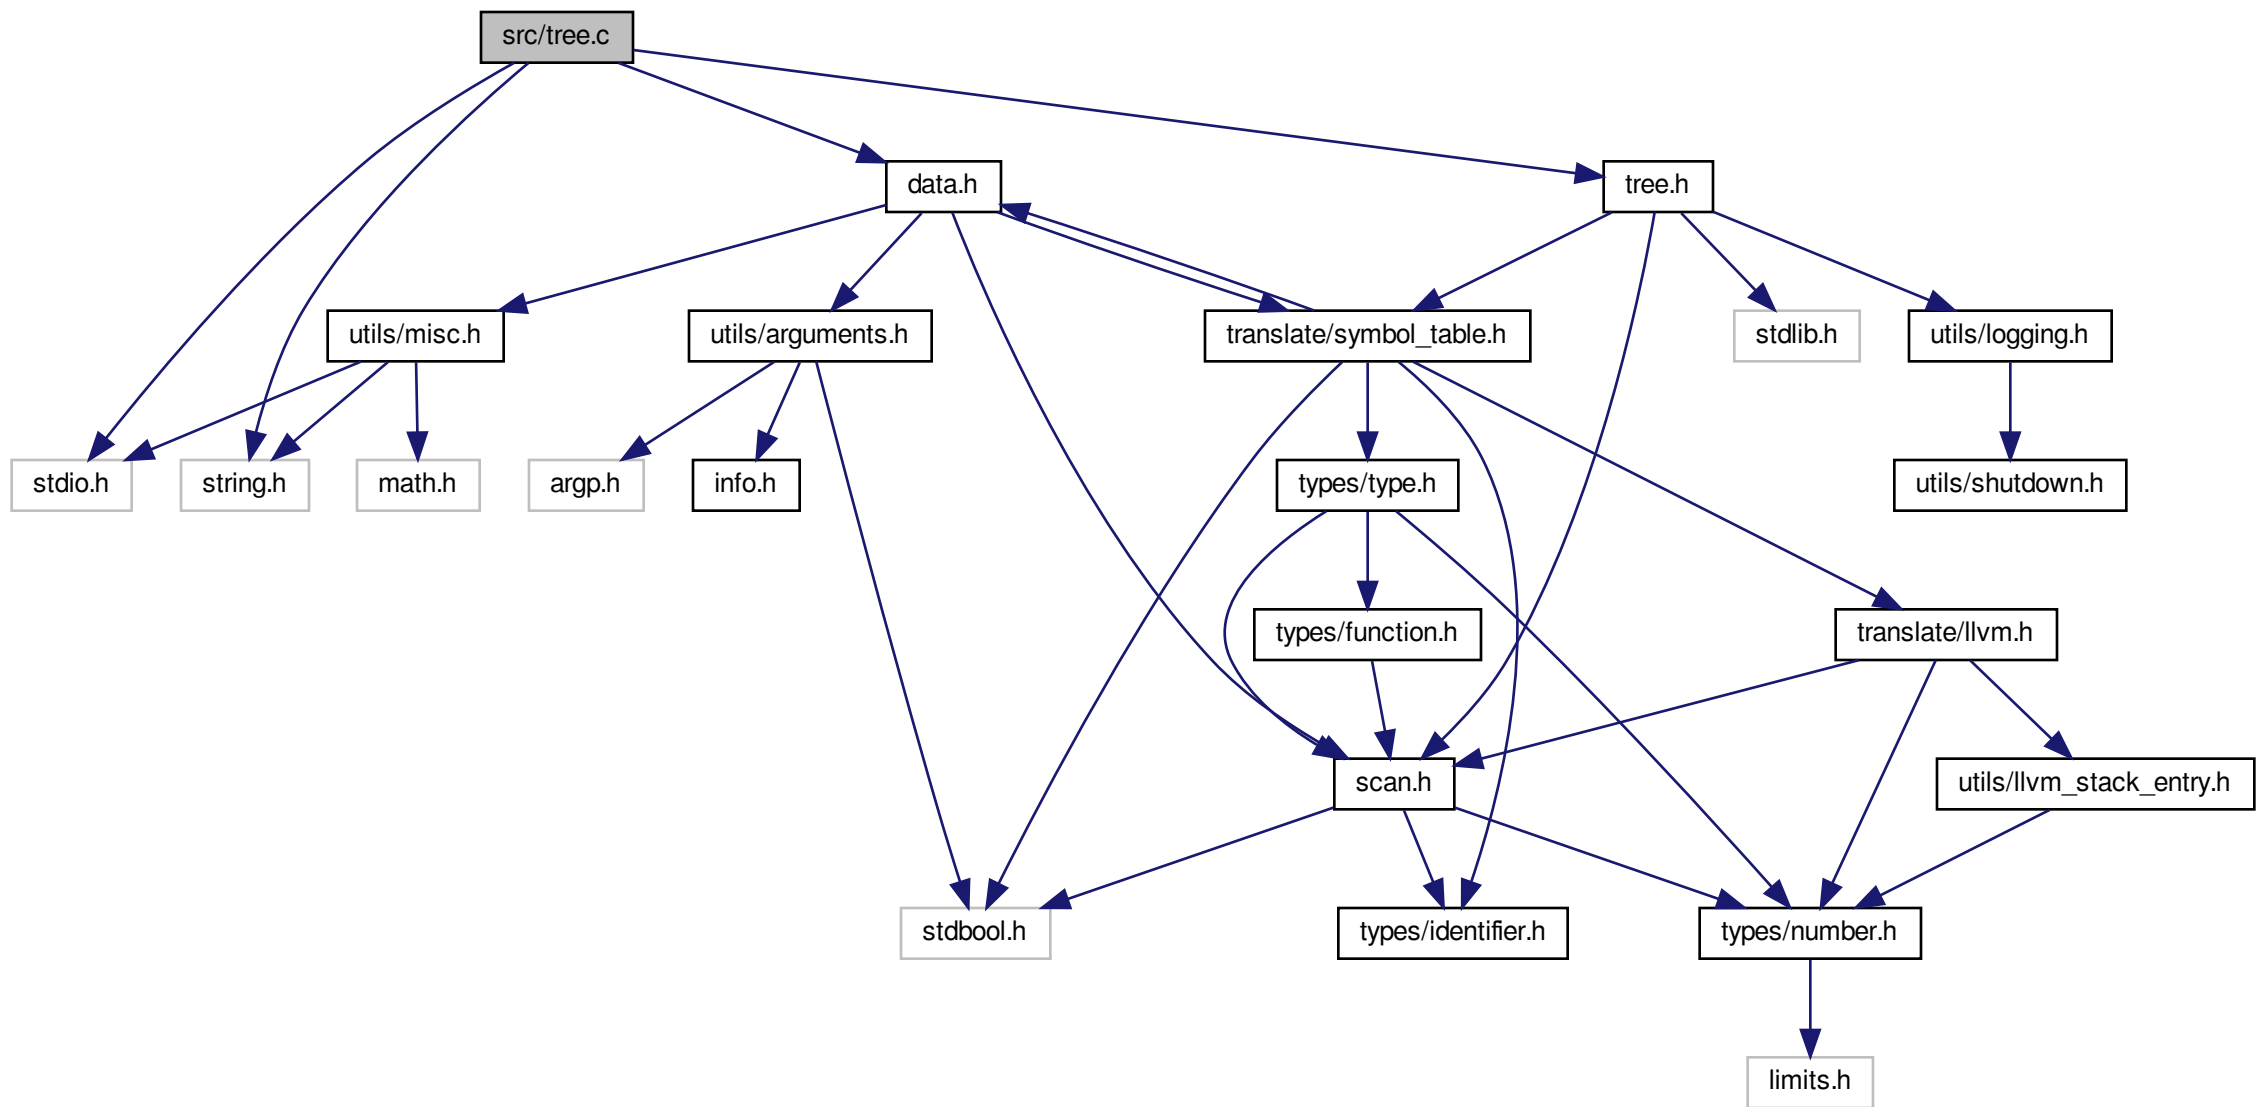 src/tree.c
data.h
tree.h
utils/misc.h
utils/arguments.h
translate/symbol_table.h
stdlib.h
utils/logging.h
stdio.h
string.h
math.h
argp.h
info.h
types/type.h
utils/shutdown.h
types/function.h
translate/llvm.h
scan.h
utils/llvm_stack_entry.h
stdbool.h
types/identifier.h
types/number.h
limits.h